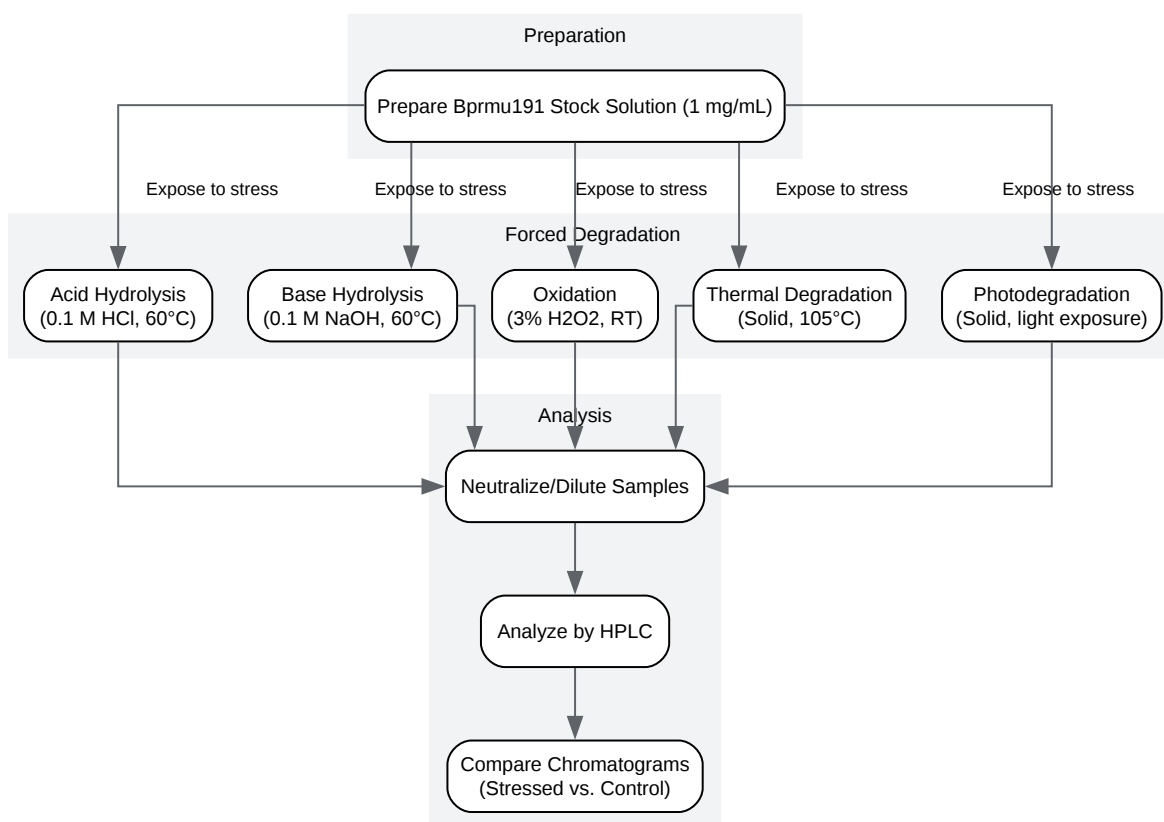 Preparation
Prepare Bprmu191 Stock Solution (1 mg/mL)
Expose to stress
Expose to stress
Expose to stress
Expose to stress
Expose to stress
Forced Degradation
Acid Hydrolysis
(0.1 M HCl, 60°C)
Base Hydrolysis
(0.1 M NaOH, 60°C)
Oxidation
(3% H2O2, RT)
Thermal Degradation
(Solid, 105°C)
Photodegradation
(Solid, light exposure)
Analysis
Neutralize/Dilute Samples
Analyze by HPLC
Compare Chromatograms
(Stressed vs. Control)